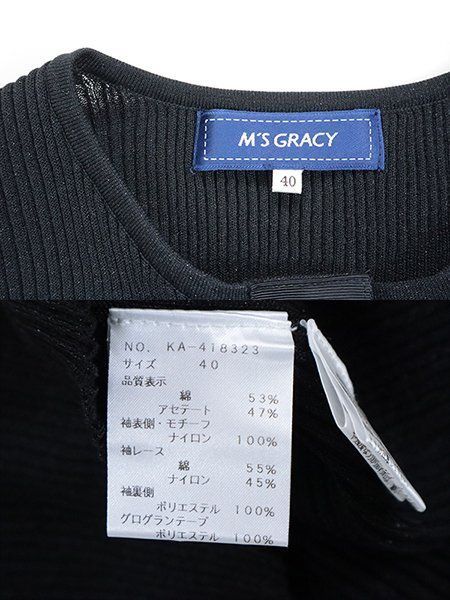 M'S GRACY
40
NO. KA-418323
サイズ 40
品質表示
綿 53%
アセテート 47%
袖表側・モチーフ
ナイロン 100%
袖レース
綿 55%
ナイロン 45%
袖裏側
ポリエステル 100%
グログランテープ
ポリエステル 100%